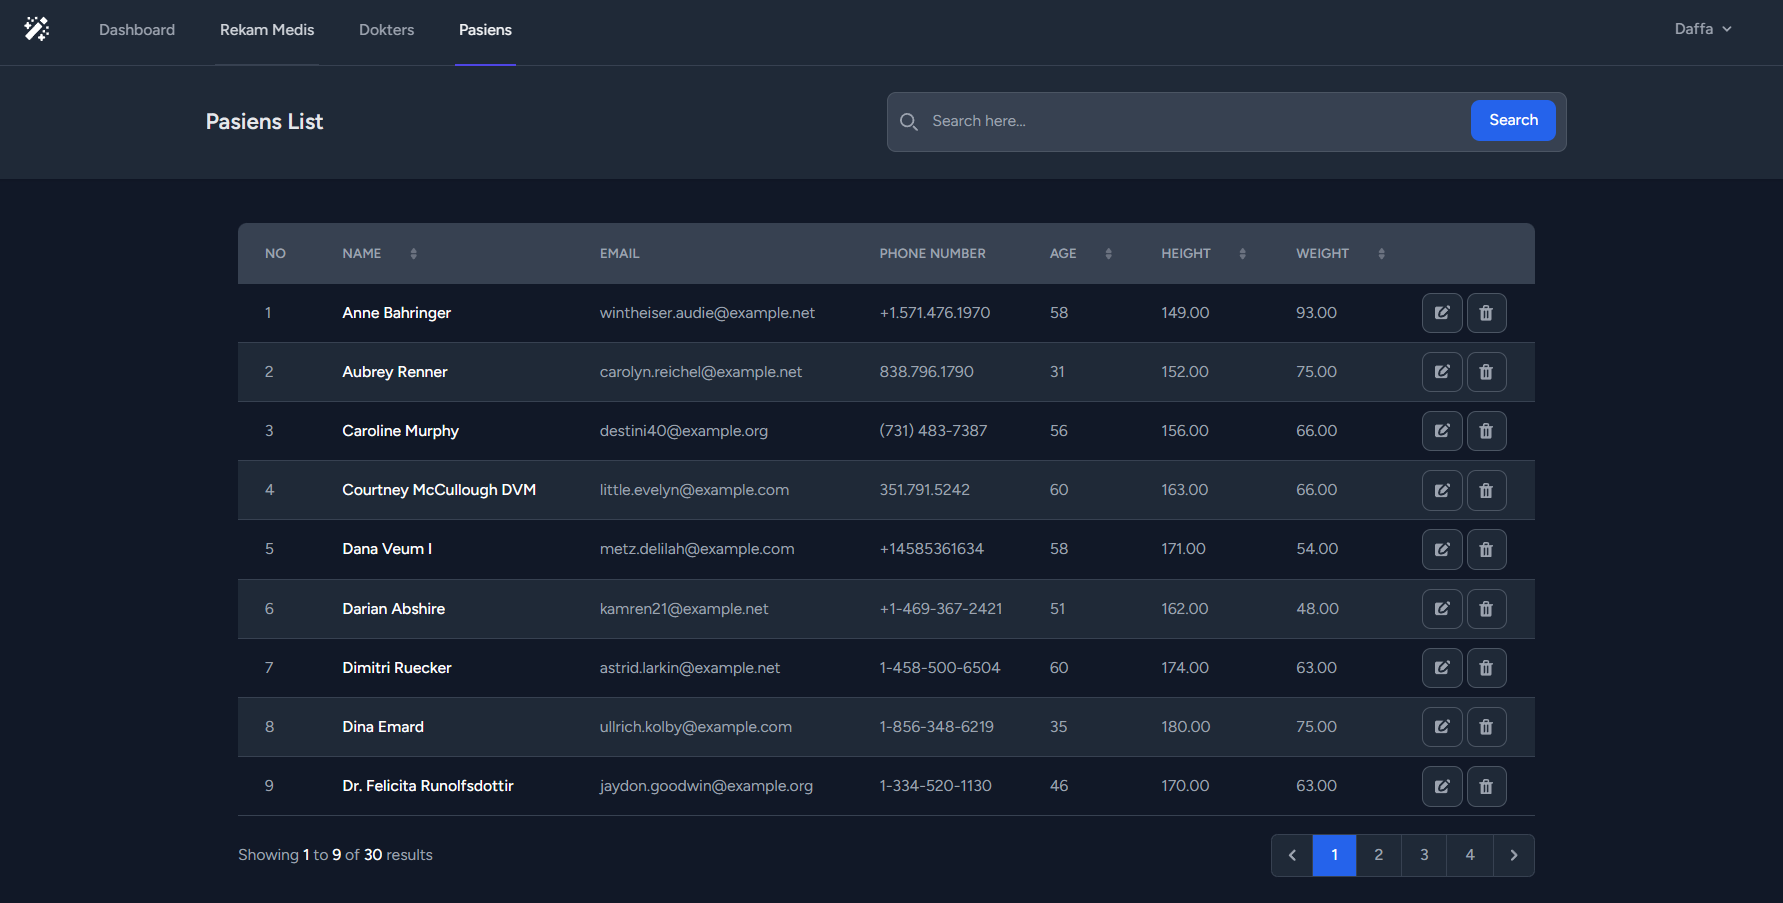 Dashboard Rekam Medis Dokters Pasiens Daffa
Pasiens List Search here... Search
NO NAME EMAIL PHONE NUMBER AGE HEIGHT WEIGHT
1 Anne Bahringer wintheiser.audie@example.net +1.571.476.1970 58 149.00 93.00
2 Aubrey Renner carolyn.reichel@example.net 838.796.1790 31 152.00 75.00
3 Caroline Murphy destini40@example.org (731) 483-7387 56 156.00 66.00
4 Courtney McCullough DVM little.evelyn@example.com 351.791.5242 60 163.00 66.00
5 Dana Veum I metz.delilah@example.com +14585361634 58 171.00 54.00
6 Darian Abshire kamren21@example.net +1-469-367-2421 51 162.00 48.00
7 Dimitri Ruecker astrid.larkin@example.net 1-458-500-6504 60 174.00 63.00
8 Dina Emard ullrich.kolby@example.com 1-856-348-6219 35 180.00 75.00
9 Dr. Felicita Runolfsdottir jaydon.goodwin@example.org 1-334-520-1130 46 170.00 63.00
Showing 1 to 9 of 30 results 1 2 3 4